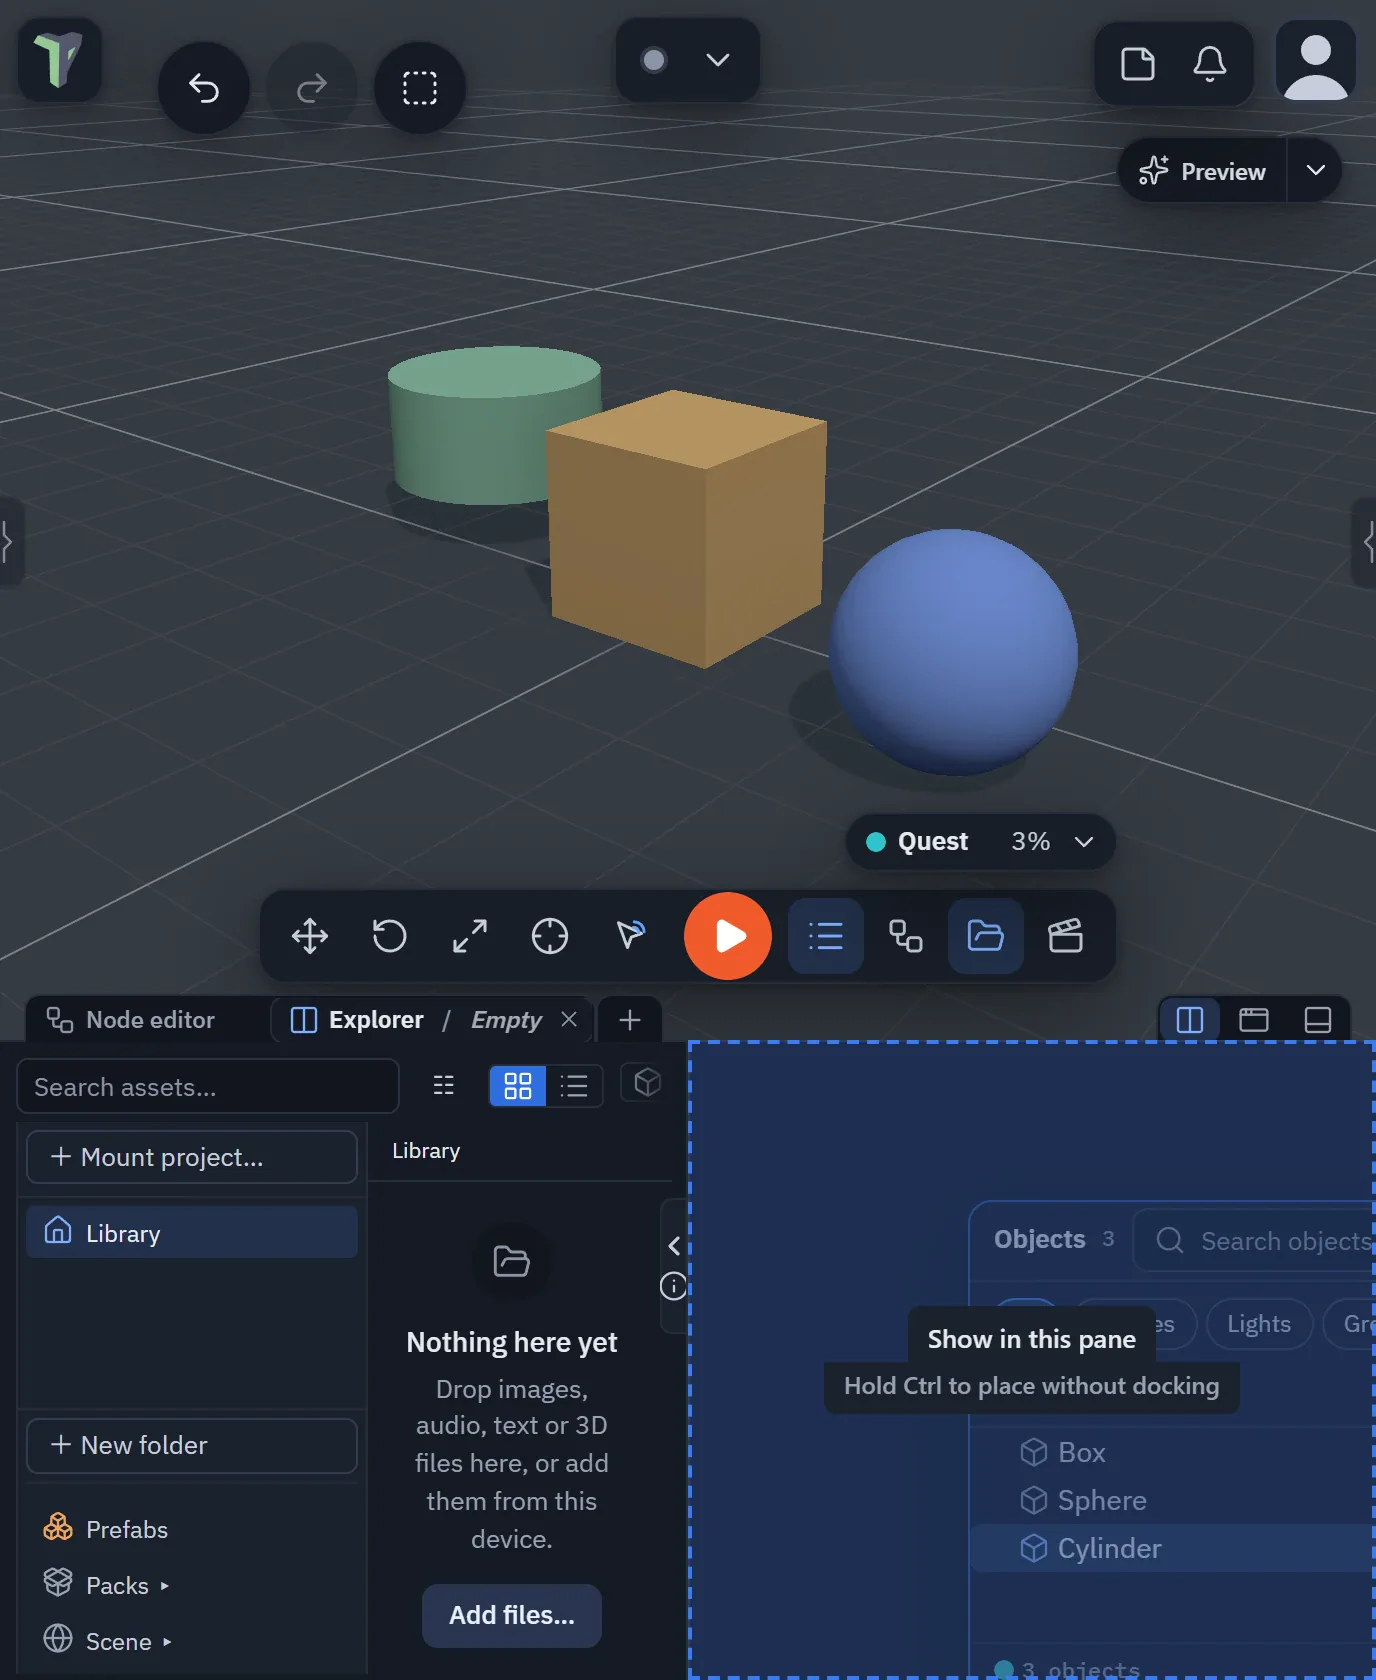 Preview
Quest 3%
Node editor
Explorer / Empty
Search assets...
Mount project...
Library
Library
Nothing here yet
Drop images,
audio, text or 3D
files here, or add
them from this
device.
Add files...
New folder
Prefabs
Packs
Scene
Objects 3
Search objects
Lights
Show in this pane
Hold Ctrl to place without docking
Box
Sphere
Cylinder
3 objects